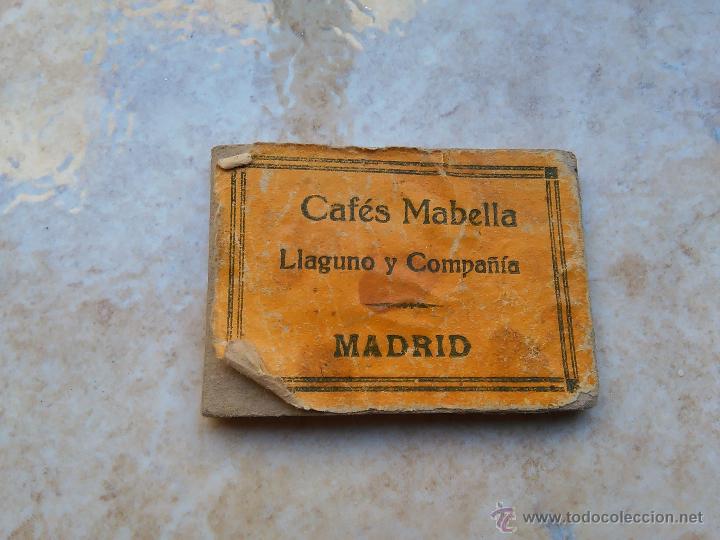 Cafés Mabella
Llaguno y Compañía
MADRID
© www.todocoleccion.net